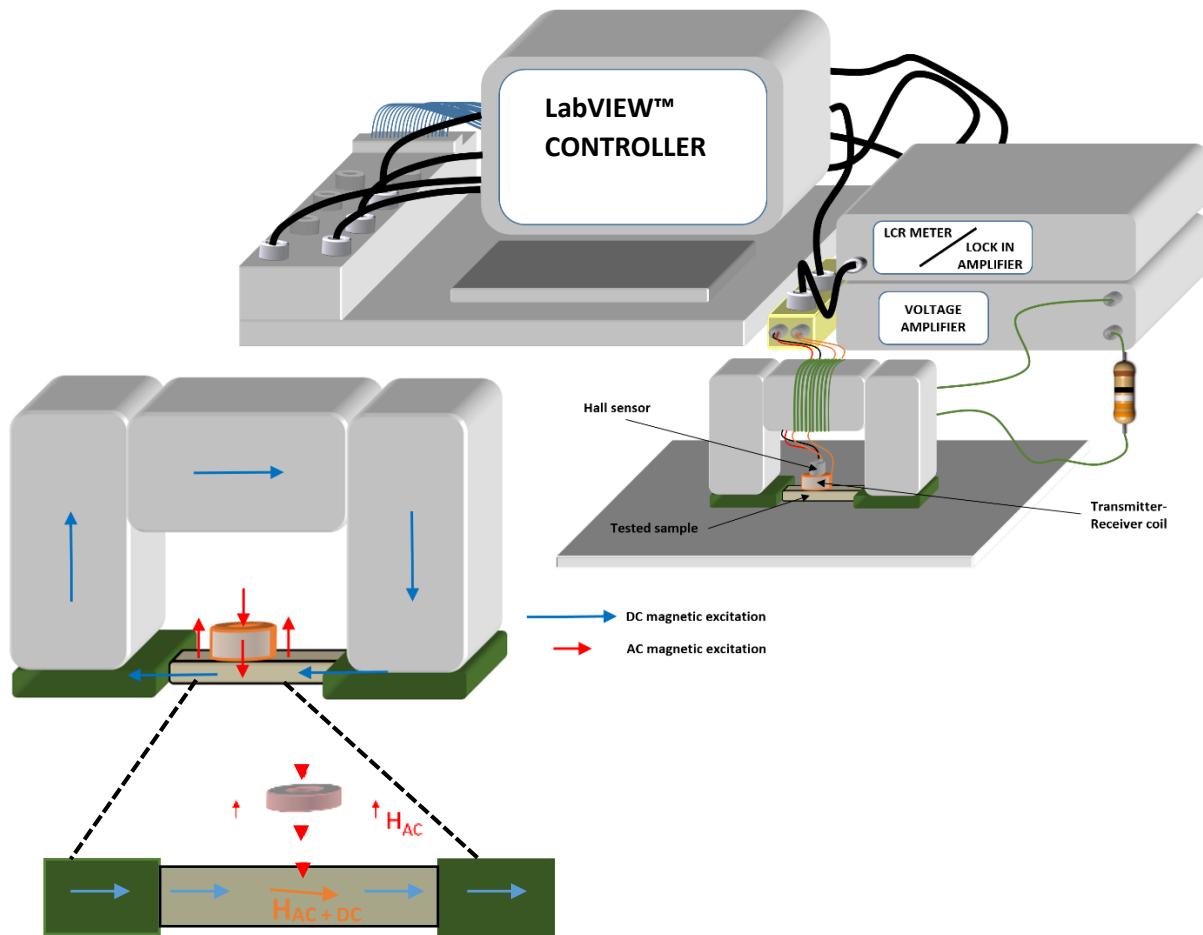 LabVIEW™
CONTROLLER
LCR METER
LOCK IN
AMPLIFIER
VOLTAGE
AMPLIFIER
Hall sensor
Tested sample
Transmitter-
Receiver coil
DC magnetic excitation
AC magnetic excitation
HAC
HAC + DC